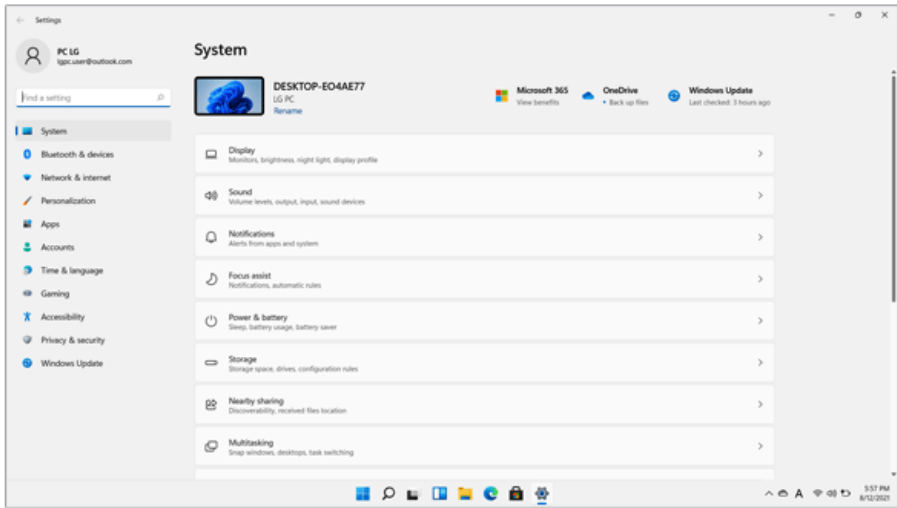 Settings
PC LG
lgpc.user@outlook.com
Find a setting
System
Bluetooth & devices
Network & internet
Personalization
Apps
Accounts
Time & language
Gaming
Accessibility
Privacy & security
Windows Update
System
DESKTOP-EO4AE77
LG PC
Rename
Microsoft 365
View benefits
OneDrive
• Back up files
Windows Update
Last checked: 3 hours ago
Display
Monitors, brightness, night light, display profile
Sound
Volume levels, output, input, sound devices
Notifications
Alerts from apps and system
Focus assist
Notifications, automatic rules
Power & battery
Sleep, battery usage, battery saver
Storage
Storage space, drives, configuration rules
Nearby sharing
Discoverability, received files location
Multitasking
Snap windows, desktops, task switching
A
5:57 PM
8/12/2021